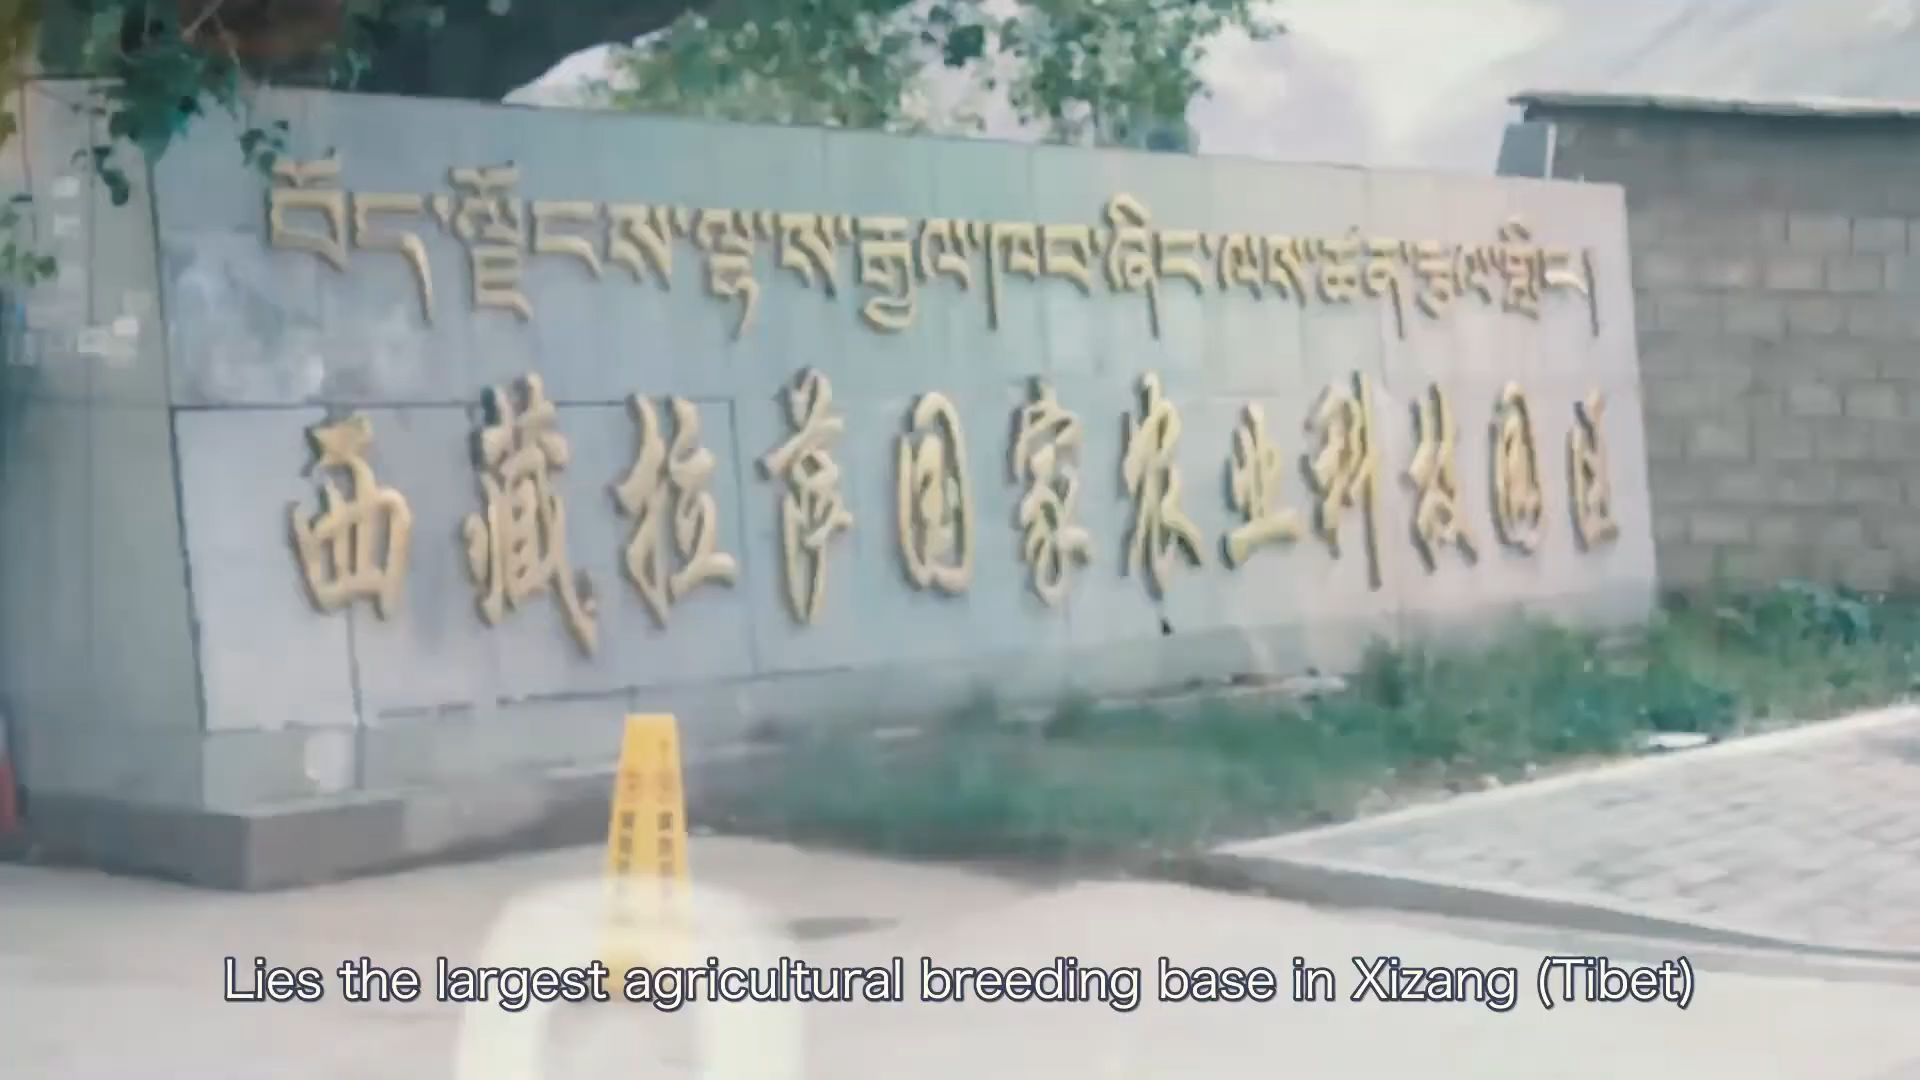 བོད་ལྗོངས་ལྷ་ས་རྒྱལ་ཁབ་ཞིང་ལས་ཚན་རྩལ་གླིང་།
西藏拉萨国家农业科技园区
Lies the largest agricultural breeding base in Xizang (Tibet)